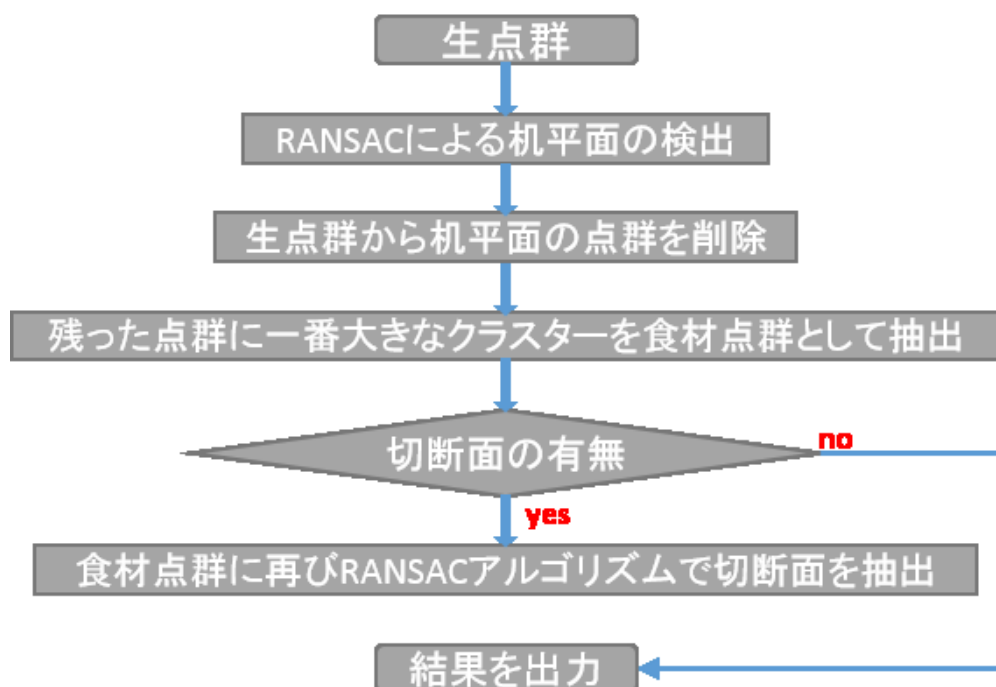 生点群
RANSACによる机平面の検出
生点群から机平面の点群を削除
残った点群に一番大きなクラスターを食材点群として抽出
切断面の有無
no
yes
食材点群に再びRANSACアルゴリズムで切断面を抽出
結果を出力